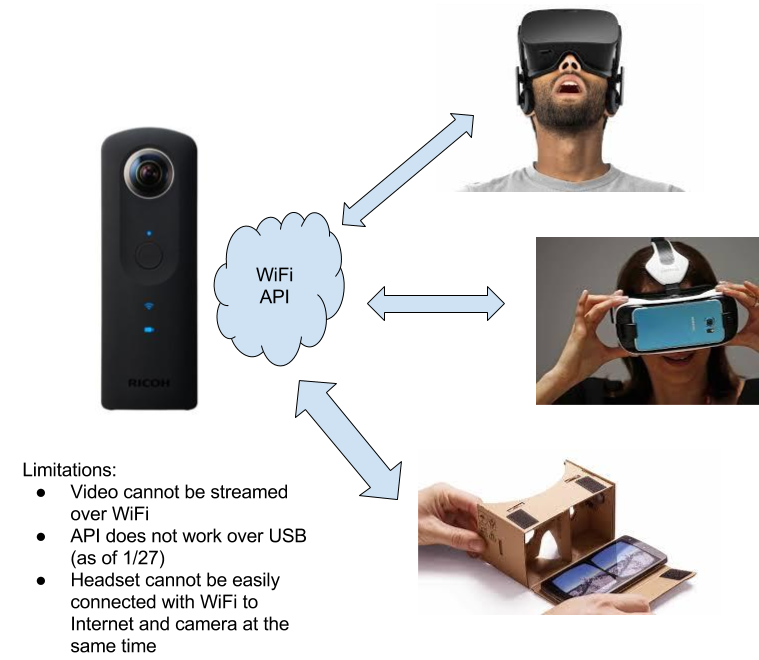 WiFi
API
RICOH
Limitations:
● Video cannot be streamed
over WiFi
● API does not work over USB
(as of 1/27)
● Headset cannot be easily
connected with WiFi to
Internet and camera at the
same time